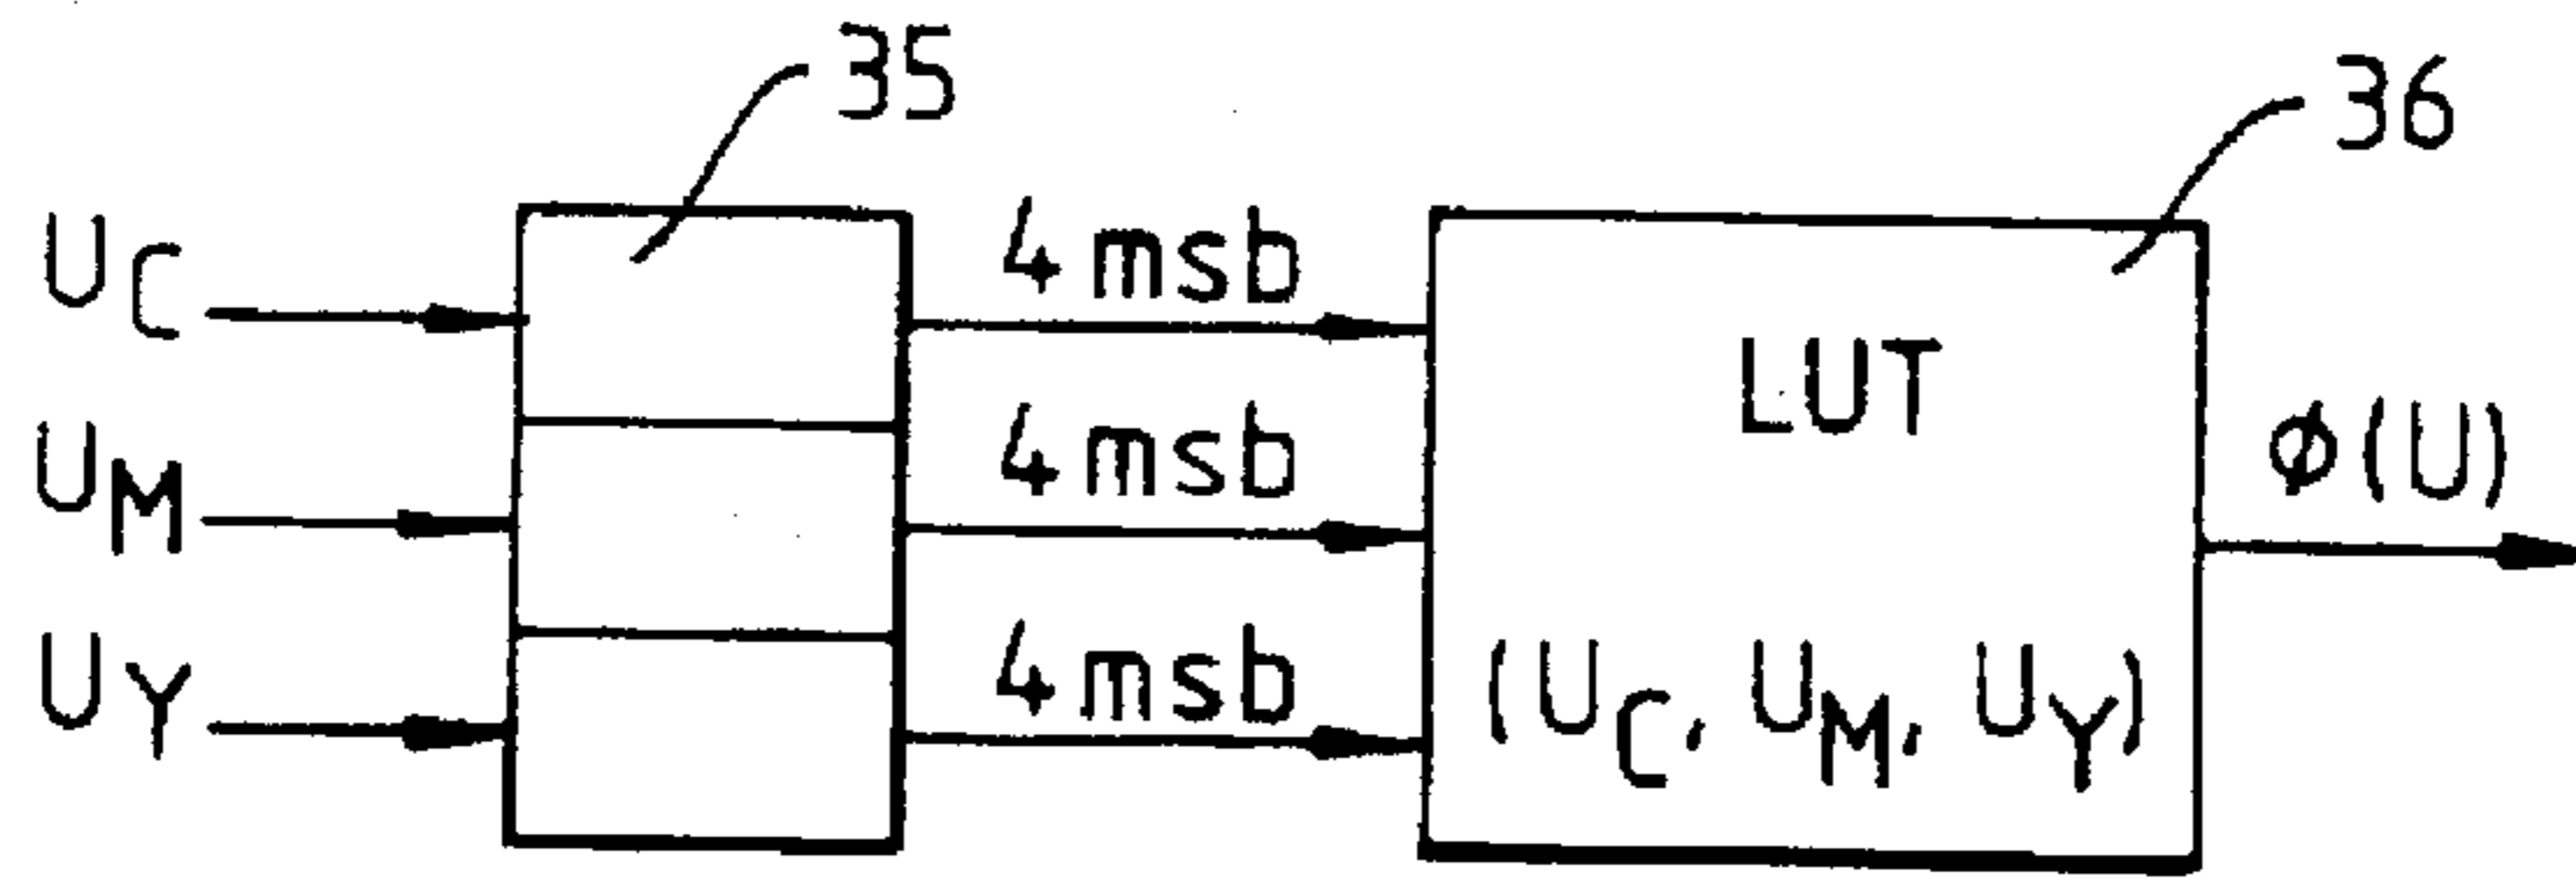 35
36
UC
4msb
LUT
UM
4msb
ϕ(U)
UY
4msb
(UC, UM, UY)